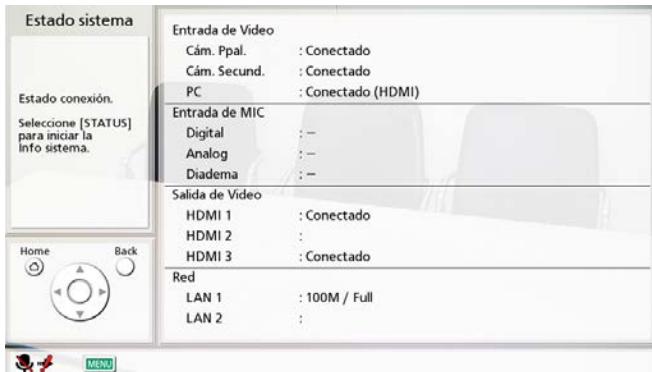 Estado sistema
Estado conexión.
Seleccione [STATUS]
para iniciar la
Info sistema.
Home Back
Entrada de Video
Cám. Ppal. : Conectado
Cám. Secund. : Conectado
PC : Conectado (HDMI)
Entrada de MIC
Digital : —
Analog : —
Diadema : —
Salida de Video
HDMI 1 : Conectado
HDMI 2 :
HDMI 3 : Conectado
Red
LAN 1 : 100M / Full
LAN 2 :
MENU